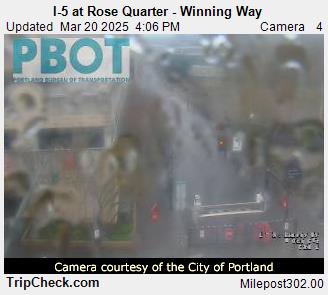 I-5 at Rose Quarter - Winning Way
Updated Mar 20 2025 4:06 PM Camera 4
PBOT
PORTLAND BUREAU OF TRANSPORTATION
Camera courtesy of the City of Portland
TripCheck.com Milepost302.00